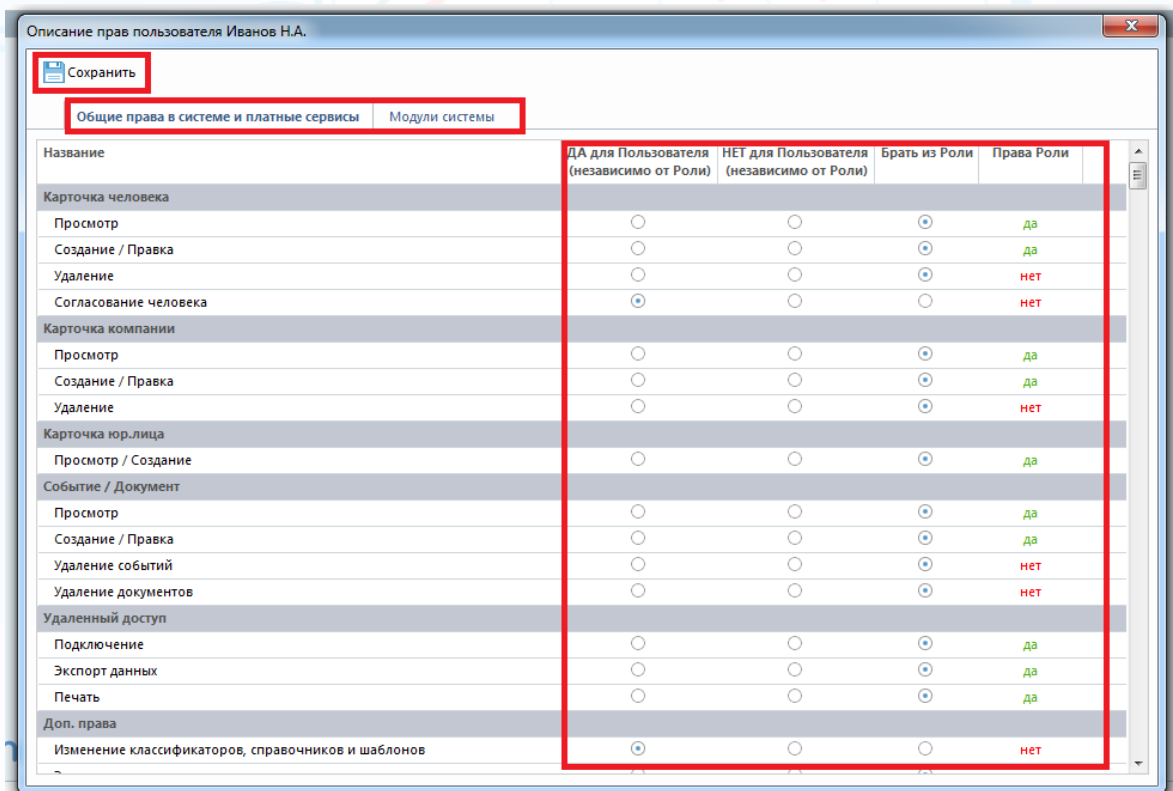 Описание прав пользователя Иванов Н.А.
Сохранить
Общие права в системе и платные сервисы Модули системы
Название ДА для Пользователя (независимо от Роли) НЕТ для Пользователя (независимо от Роли) Брать из Роли Права Роли
Карточка человека
Просмотр да
Создание / Правка да
Удаление нет
Согласование человека нет
Карточка компании
Просмотр да
Создание / Правка да
Удаление нет
Карточка юр.лица
Просмотр / Создание да
Событие / Документ
Просмотр да
Создание / Правка да
Удаление событий нет
Удаление документов нет
Удаленный доступ
Подключение да
Экспорт данных да
Печать да
Доп. права
Изменение классификаторов, справочников и шаблонов нет